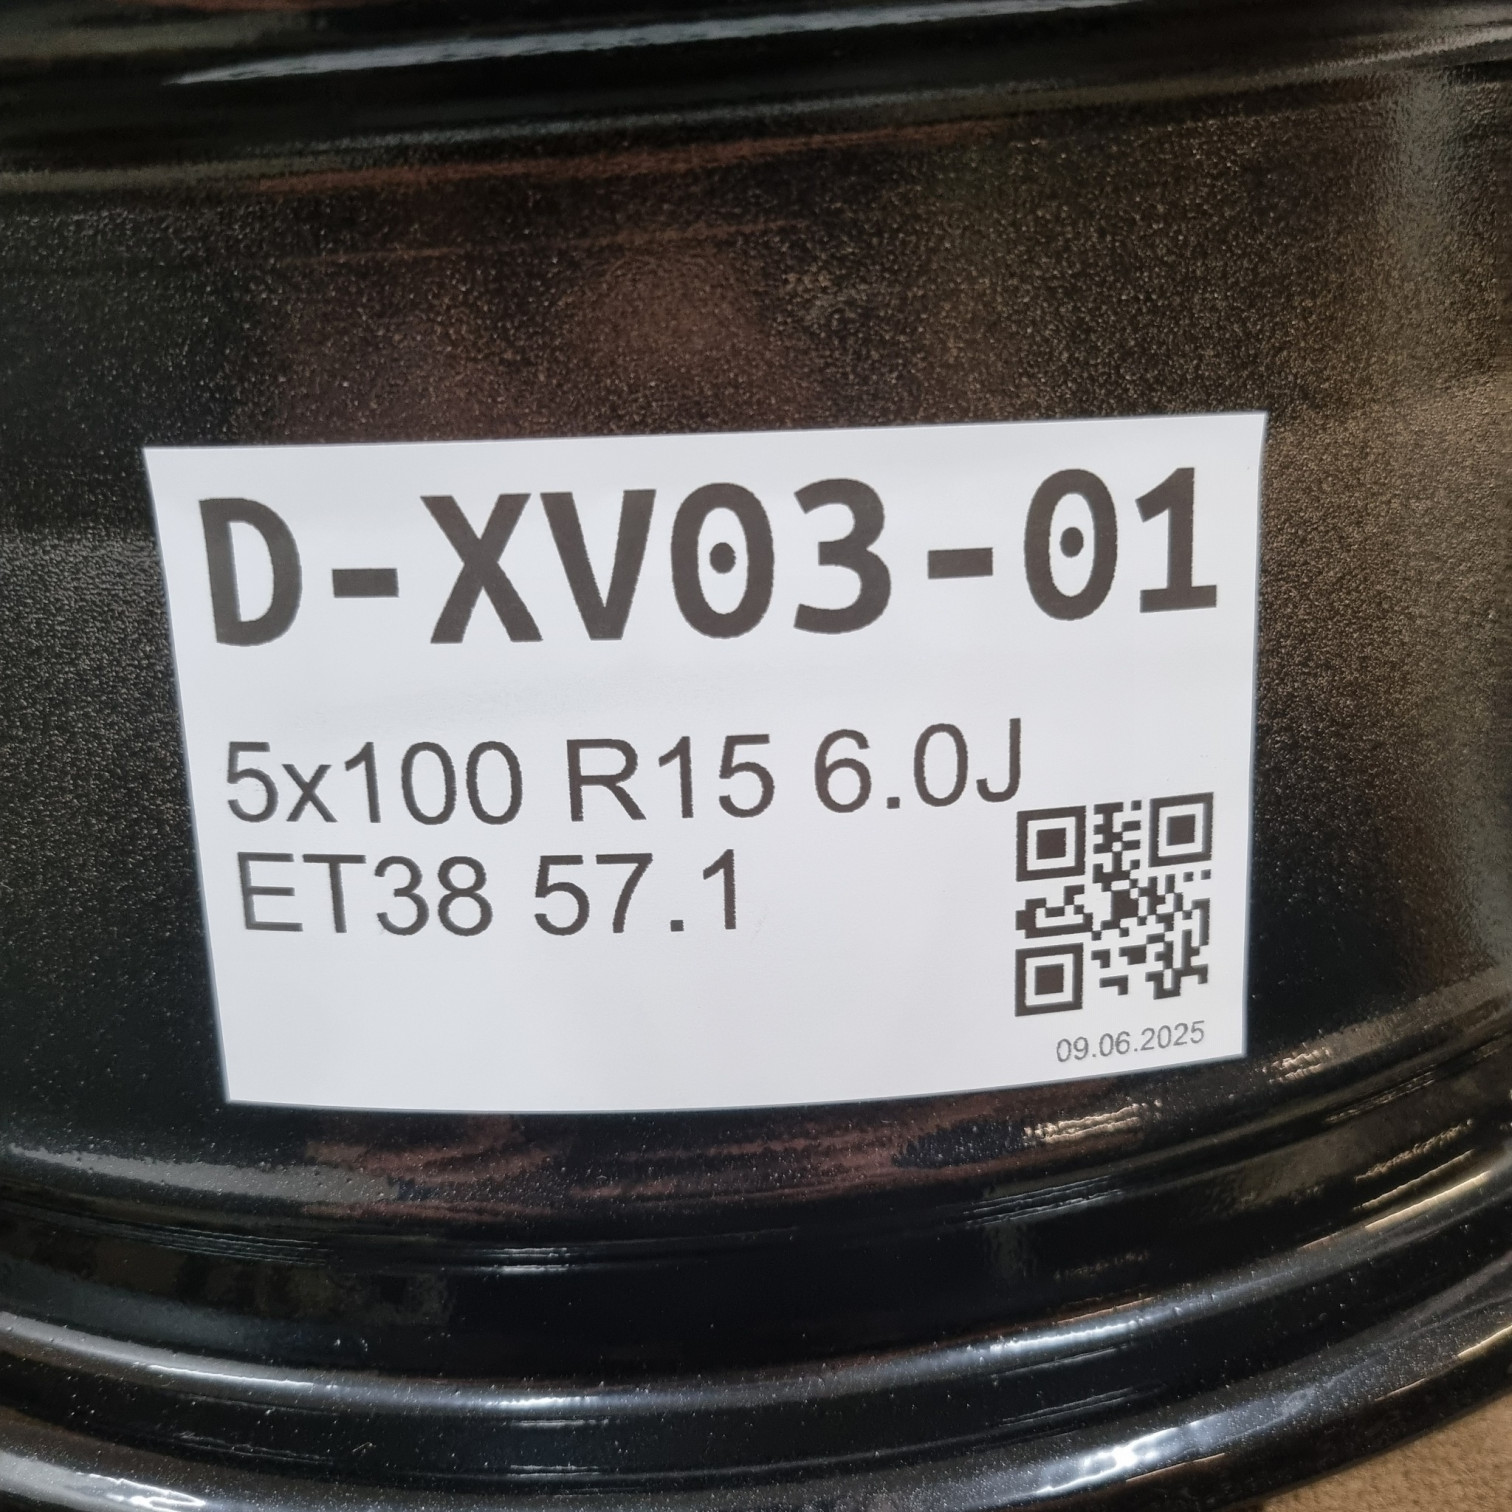 D-XV03-01
5x100 R15 6.0J
ET38 57.1
09.06.2025